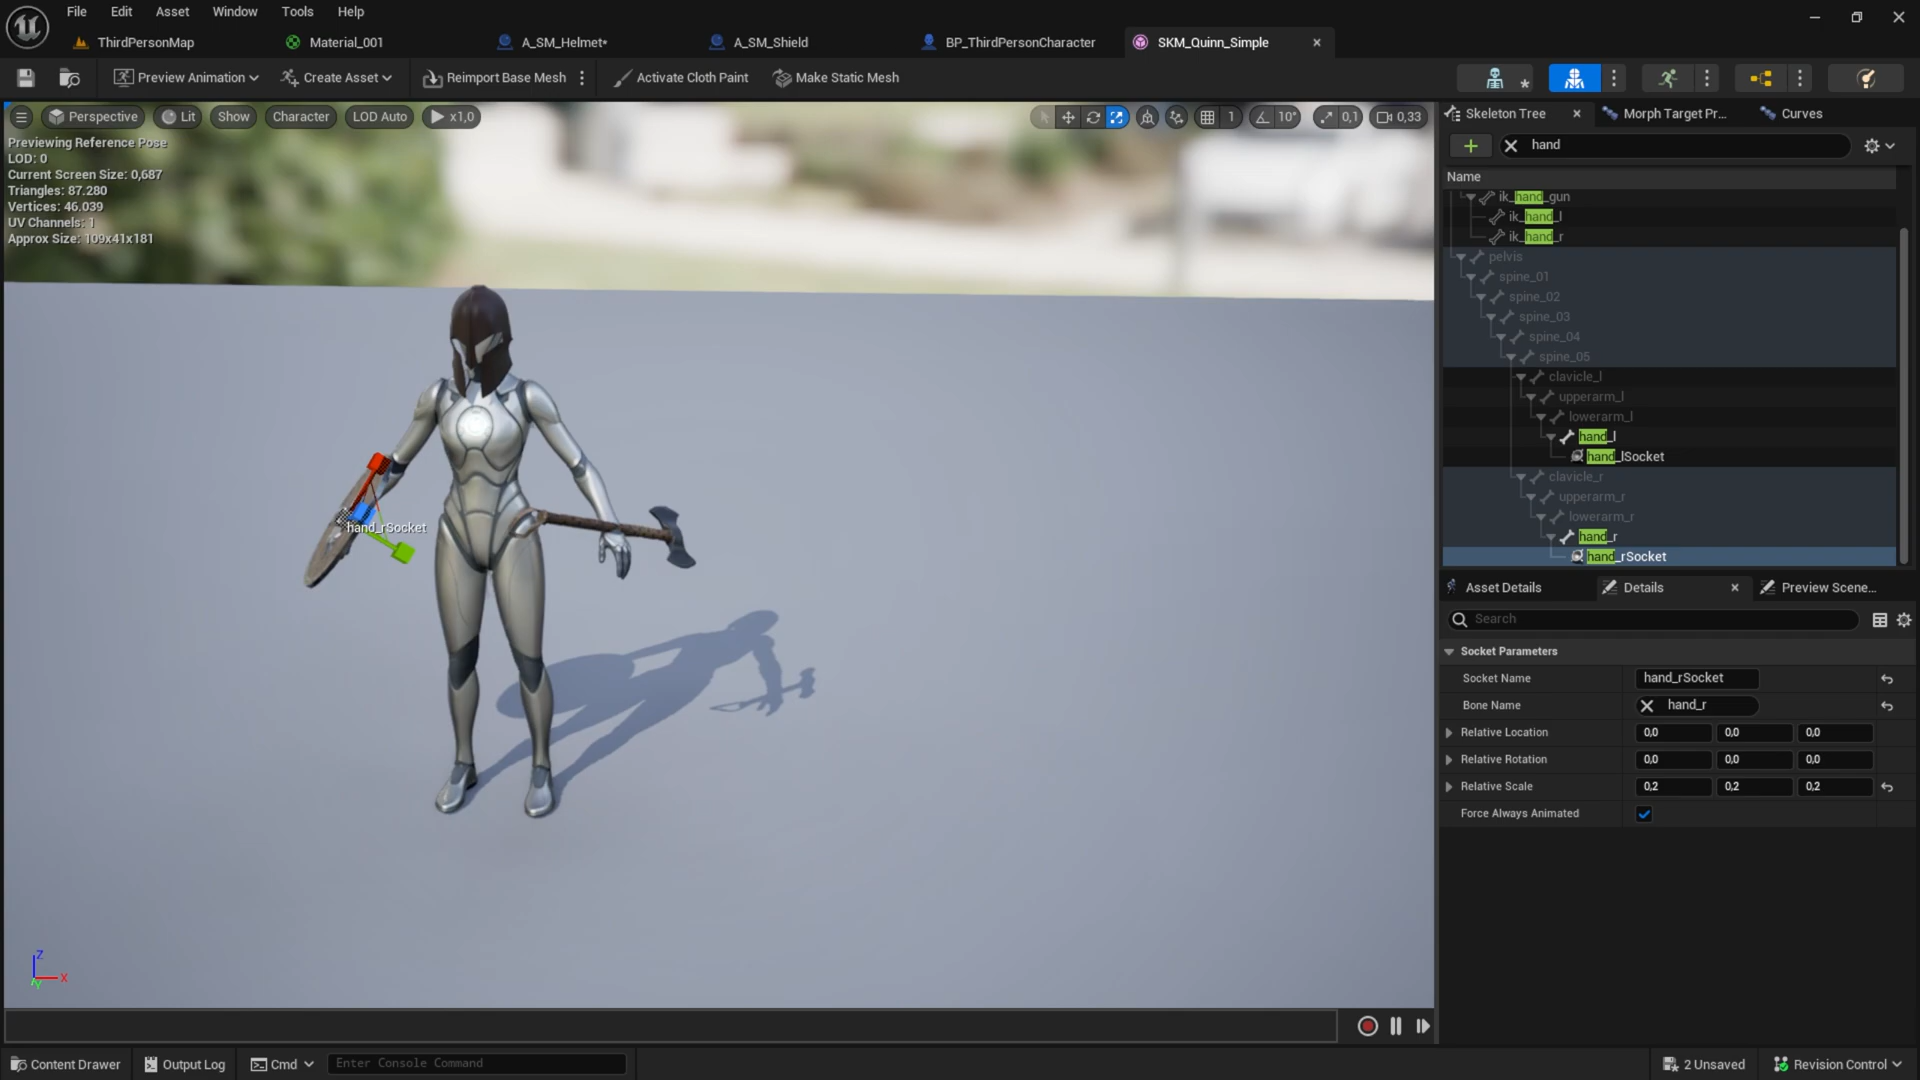 File Edit Asset Window Tools Help
ThirdPersonMap Material_001 A_SM_Helmet* A_SM_Shield BP_ThirdPersonCharacter SKM_Quinn_Simple
Preview Animation Create Asset Reimport Base Mesh Activate Cloth Paint Make Static Mesh
Perspective Lit Show Character LOD Auto x1,0 1 10° 0,1 0,33
Previewing Reference Pose
LOD: 0
Current Screen Size: 0,687
Triangles: 87.280
Vertices: 46.039
UV Channels: 1
Approx Size: 109x41x181
hand_rSocket
Z
X
Y
Skeleton Tree Morph Target Pr... Curves
hand
Name
ik_hand_gun
ik_hand_l
ik_hand_r
pelvis
spine_01
spine_02
spine_03
spine_04
spine_05
clavicle_l
upperarm_l
lowerarm_l
hand_l
hand_lSocket
clavicle_r
upperarm_r
lowerarm_r
hand_r
hand_rSocket
Asset Details Details Preview Scene...
Search
Socket Parameters
Socket Name hand_rSocket
Bone Name hand_r
Relative Location 0,0 0,0 0,0
Relative Rotation 0,0 0,0 0,0
Relative Scale 0,2 0,2 0,2
Force Always Animated
Content Drawer Output Log Cmd Enter Console Command 2 Unsaved Revision Control